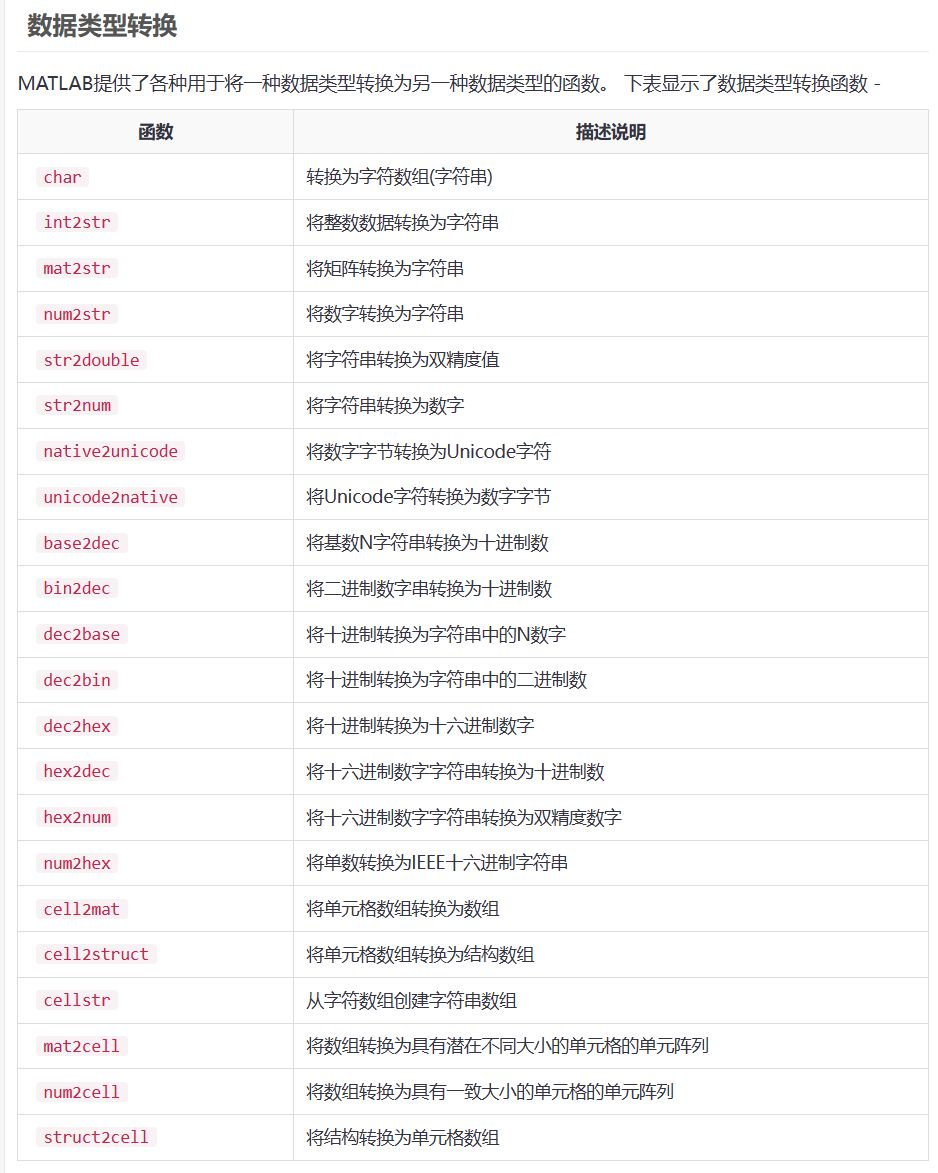 数据类型转换
MATLAB提供了各种用于将一种数据类型转换为另一种数据类型的函数。 下表显示了数据类型转换函数 -
函数 描述说明
char 转换为字符数组(字符串)
int2str 将整数数据转换为字符串
mat2str 将矩阵转换为字符串
num2str 将数字转换为字符串
str2double 将字符串转换为双精度值
str2num 将字符串转换为数字
native2unicode 将数字字节转换为Unicode字符
unicode2native 将Unicode字符转换为数字字节
base2dec 将基数N字符串转换为十进制数
bin2dec 将二进制数字串转换为十进制数
dec2base 将十进制转换为字符串中的N数字
dec2bin 将十进制转换为字符串中的二进制数
dec2hex 将十进制转换为十六进制数字
hex2dec 将十六进制数字字符串转换为十进制数
hex2num 将十六进制数字字符串转换为双精度数字
num2hex 将单数转换为IEEE十六进制字符串
cell2mat 将单元格数组转换为数组
cell2struct 将单元格数组转换为结构数组
cellstr 从字符数组创建字符串数组
mat2cell 将数组转换为具有潜在不同大小的单元格的单元阵列
num2cell 将数组转换为具有一致大小的单元格的单元阵列
struct2cell 将结构转换为单元格数组